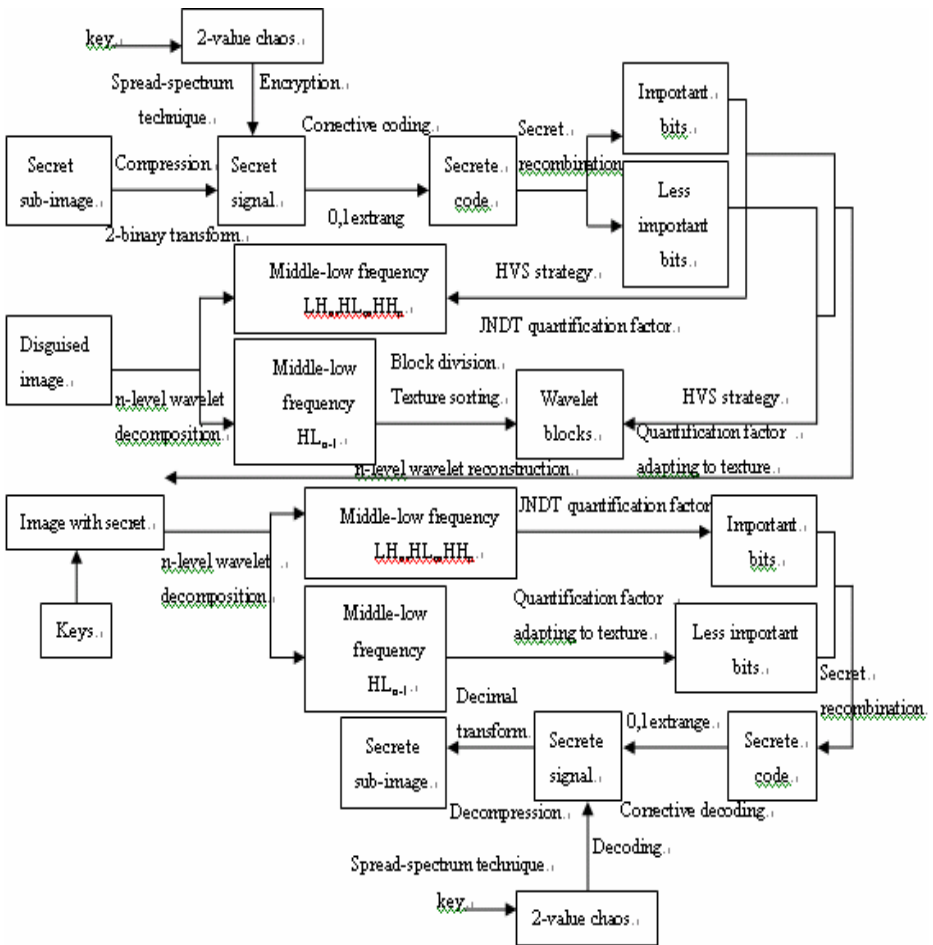 key
2-value chaos
Spread-spectrum
technique
Encryption
Secret
sub-image
Compression
2-binary transform
Secret
signal
Corrective coding
0,1extrang
Secrete
code
Secret
recombination
Important
bits
Less
important
bits
Middle-low frequency
LHn,HLn,HHn
HVS strategy
JNDT quantification factor
Disguised
image
n-level wavelet
decomposition
Middle-low
frequency
HLn-1
Block division
Texture sorting
Wavelet
blocks
HVS strategy
Quantification factor
adapting to texture
n-level wavelet reconstruction
Image with secret
Keys
n-level wavelet
decomposition
Middle-low frequency
LHn,HLn,HHn
JNDT quantification factor
Important
bits
Middle-low
frequency
HLn-1
Quantification factor
adapting to texture
Less important
bits
Secret
recombination
Secrete
sub-image
Decimal
transform
Decompression
Secrete
signal
0,1extrange
Corrective decoding
Secrete
code
Decoding
Spread-spectrum technique
key
2-value chaos